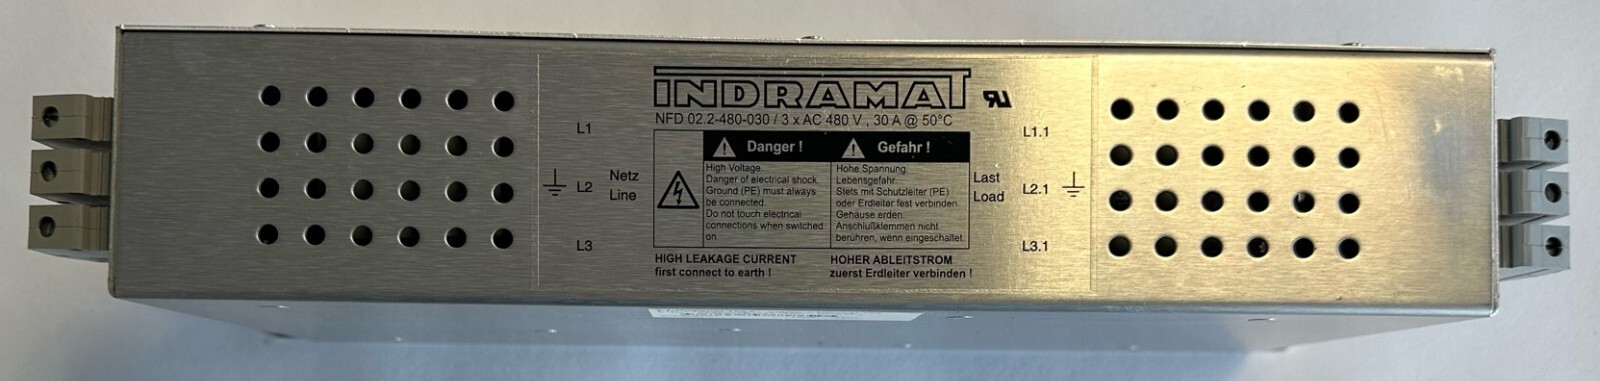 INDRAMAT
NFD 02.2-480-030 / 3 x AC 480 V , 30 A @ 50°C
L1
L2
L3
Netz
Line
Danger !
High Voltage.
Danger of electrical shock.
Ground (PE) must always
be connected.
Do not touch electrical
connections when switched
on.
Gefahr !
Hohe Spannung.
Lebensgefahr.
Stets mit Schutzleiter (PE)
oder Erdleiter fest verbinden.
Gehäuse erden.
Anschlußklemmen nicht
berühren, wenn eingeschaltet.
Last
Load
L1.1
L2.1
L3.1
HIGH LEAKAGE CURRENT
first connect to earth !
HOHER ABLEITSTROM
zuerst Erdleiter verbinden !